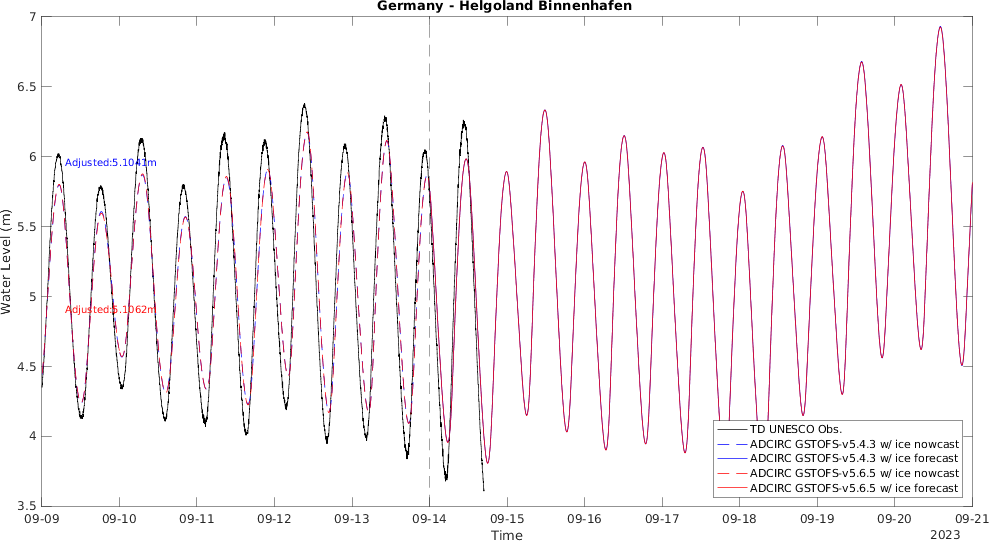 Germany - Helgoland Binnenhafen
7
6.5
6
5.5
5
4.5
4
3.5
Water Level (m)
Adjusted:5.1041m
Adjusted:5.1062m
TD UNESCO Obs.
ADCIRC GSTOFS-v5.4.3 w/ ice nowcast
ADCIRC GSTOFS-v5.4.3 w/ ice forecast
ADCIRC GSTOFS-v5.6.5 w/ ice nowcast
ADCIRC GSTOFS-v5.6.5 w/ ice forecast
09-09 09-10 09-11 09-12 09-13 09-14 09-15 09-16 09-17 09-18 09-19 09-20 09-21
Time
2023